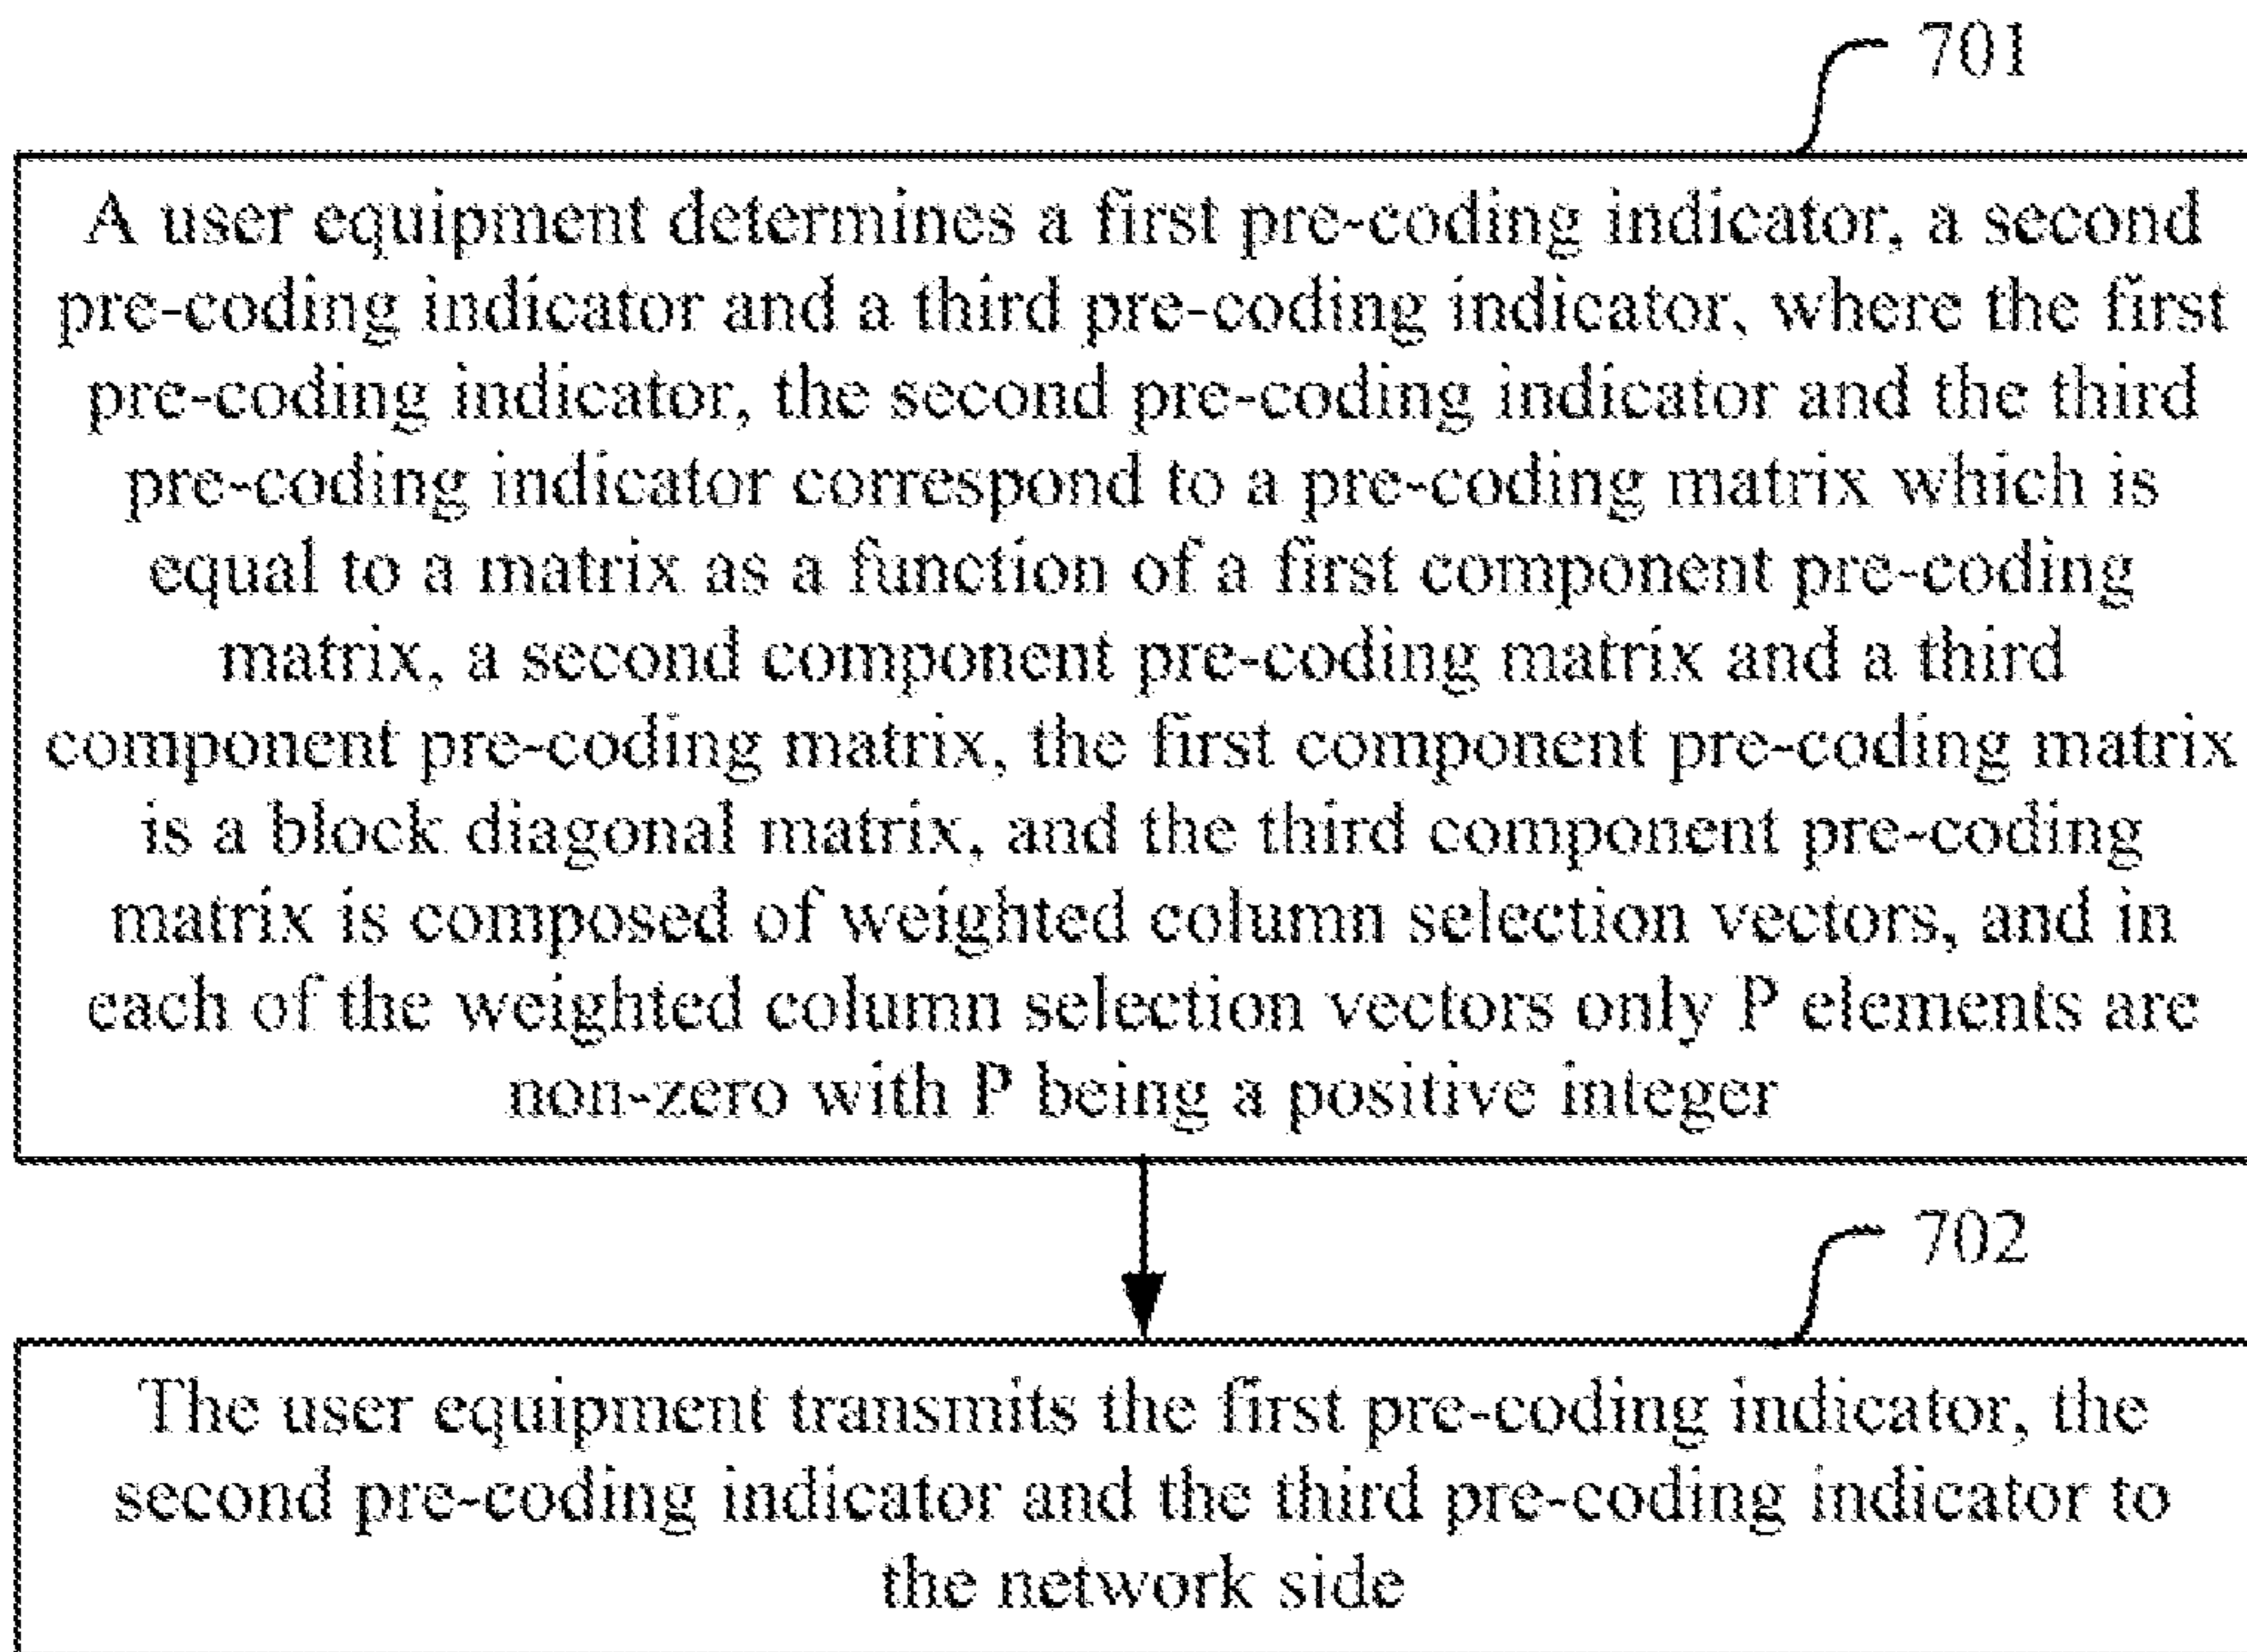 701
A user equipment determines a first pre-coding indicator, a second
pre-coding indicator and a third pre-coding indicator, where the first
pre-coding indicator, the second pre-coding indicator and the third
pre-coding indicator correspond to a pre-coding matrix which is
equal to a matrix as a function of a first component pre-coding
matrix, a second component pre-coding matrix and a third
component pre-coding matrix, the first component pre-coding matrix
is a block diagonal matrix, and the third component pre-coding
matrix is composed of weighted column selection vectors, and in
each of the weighted column selection vectors only P elements are
non-zero with P being a positive integer
702
The user equipment transmits the first pre-coding indicator, the
second pre-coding indicator and the third pre-coding indicator to
the network side